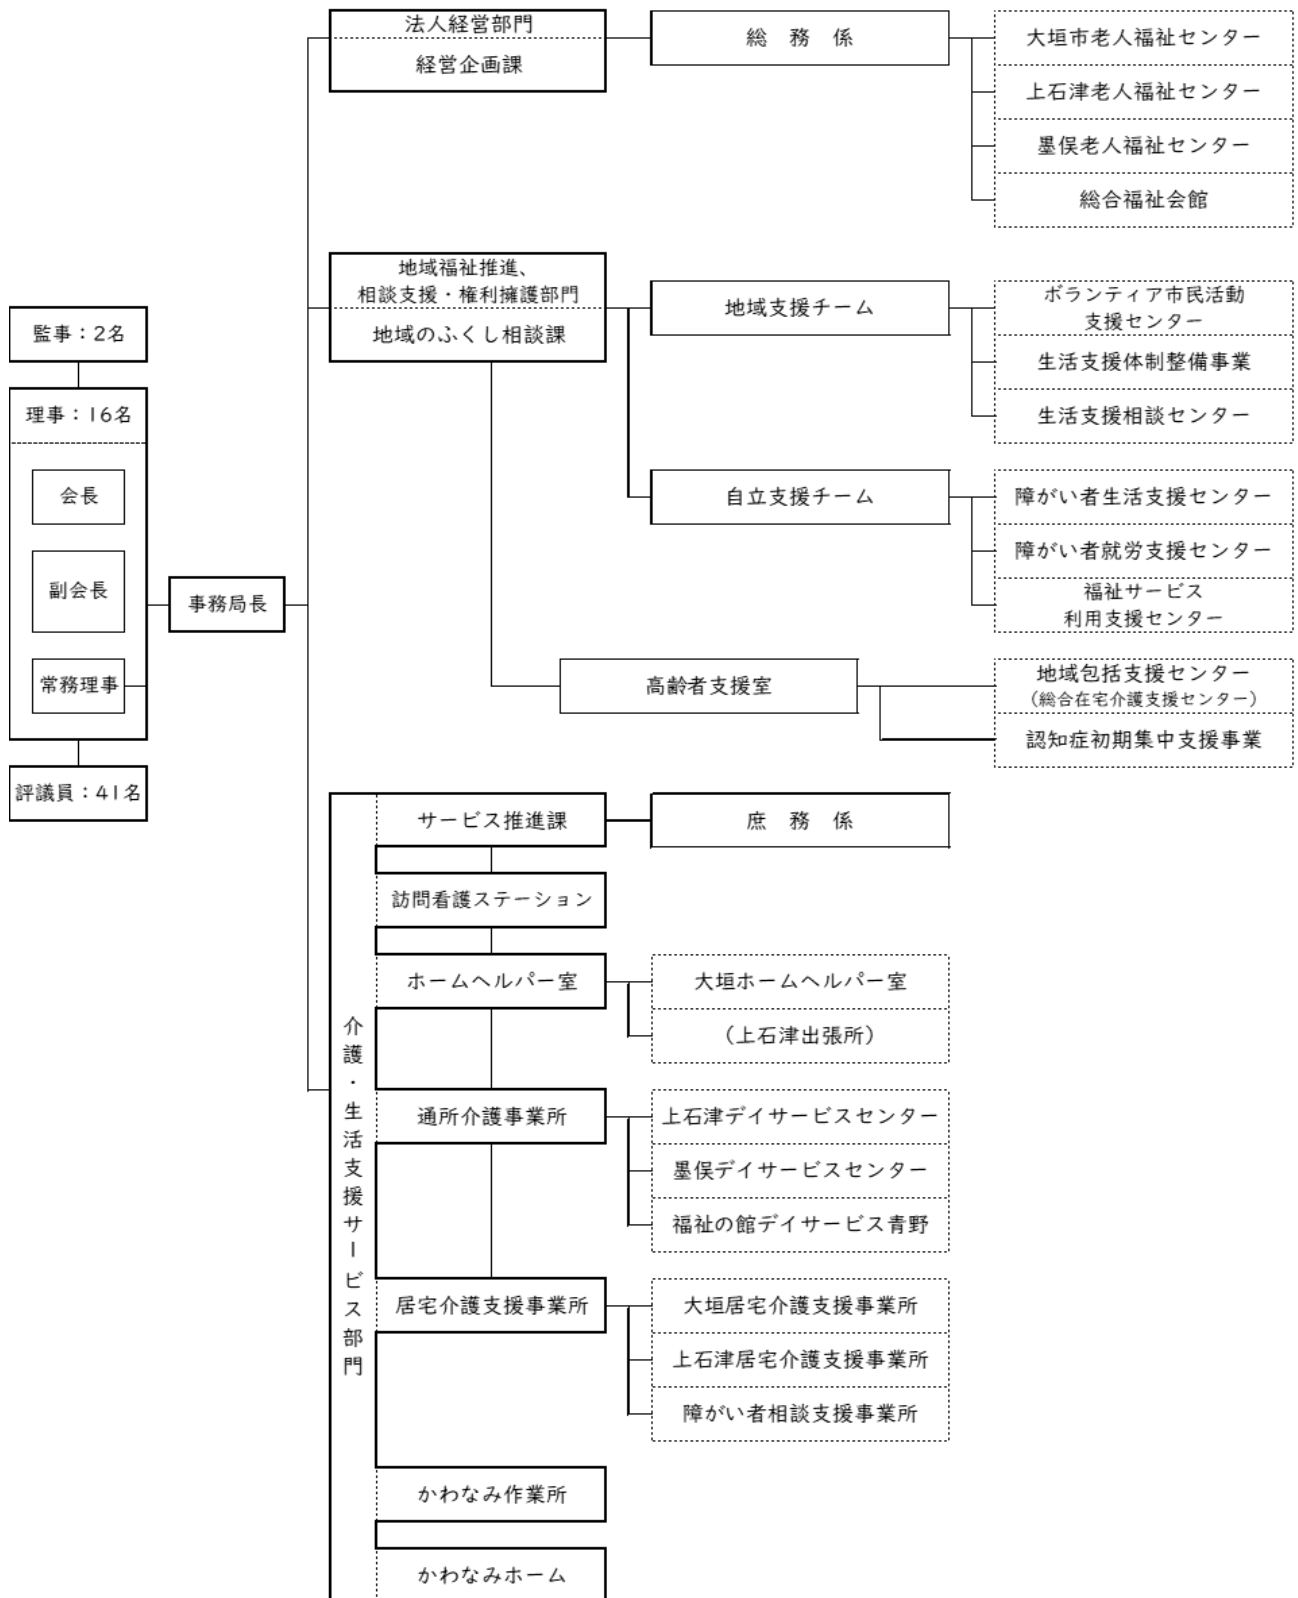 監事：2名
理事：16名
会長
副会長
常務理事
評議員：41名
事務局長
法人経営部門
経営企画課
総　務　係
大垣市老人福祉センター
上石津老人福祉センター
墨俣老人福祉センター
総合福祉会館
地域福祉推進、
相談支援・権利擁護部門
地域のふくし相談課
地域支援チーム
ボランティア市民活動
支援センター
生活支援体制整備事業
生活支援相談センター
自立支援チーム
障がい者生活支援センター
障がい者就労支援センター
福祉サービス
利用支援センター
高齢者支援室
地域包括支援センター
（総合在宅介護支援センター）
認知症初期集中支援事業
介護・生活支援サービス部門
サービス推進課
庶　務　係
訪問看護ステーション
ホームヘルパー室
大垣ホームヘルパー室
（上石津出張所）
通所介護事業所
上石津デイサービスセンター
墨俣デイサービスセンター
福祉の館デイサービス青野
居宅介護支援事業所
大垣居宅介護支援事業所
上石津居宅介護支援事業所
障がい者相談支援事業所
かわなみ作業所
かわなみホーム